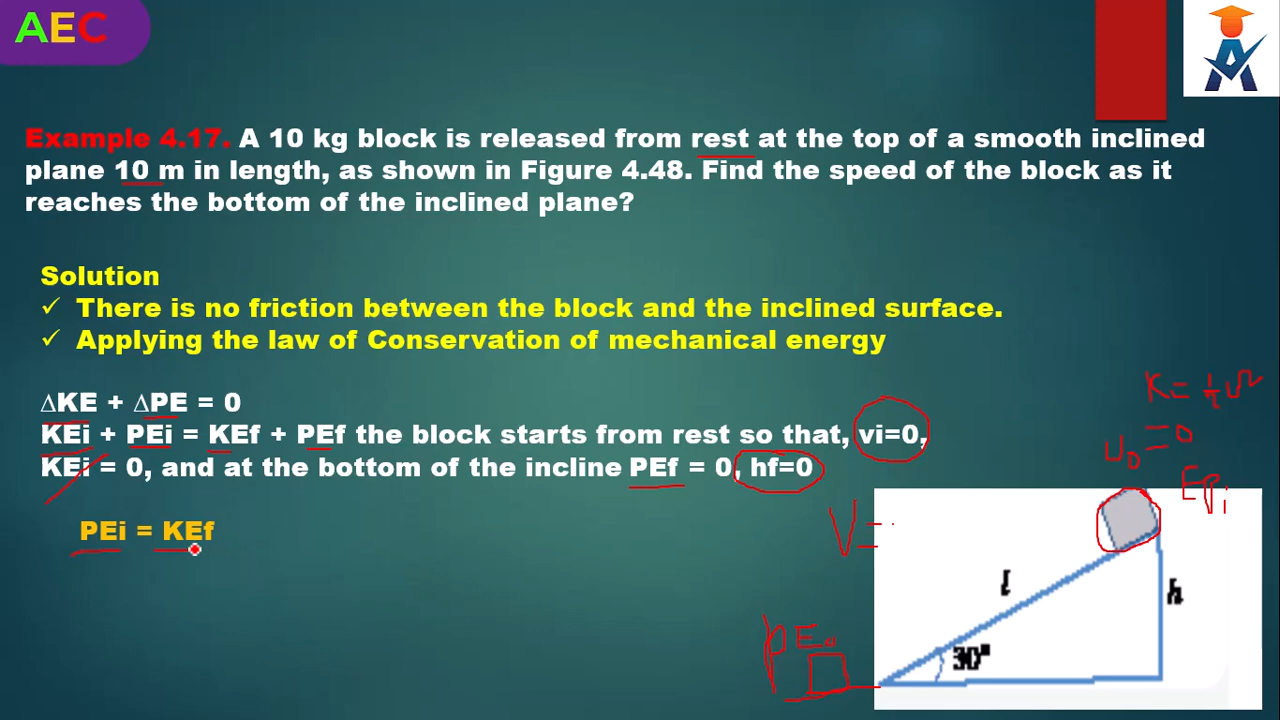 AEC
Example 4.17. A 10 kg block is released from rest at the top of a smooth inclined
plane 10 m in length, as shown in Figure 4.48. Find the speed of the block as it
reaches the bottom of the inclined plane?
Solution
✓ There is no friction between the block and the inclined surface.
✓ Applying the law of Conservation of mechanical energy
∆KE + ∆PE = 0
KEi + PEi = KEf + PEf the block starts from rest so that, vi=0,
KEi = 0, and at the bottom of the incline PEf = 0, hf=0
PEi = KEf
= 0
V =
l
h
30°